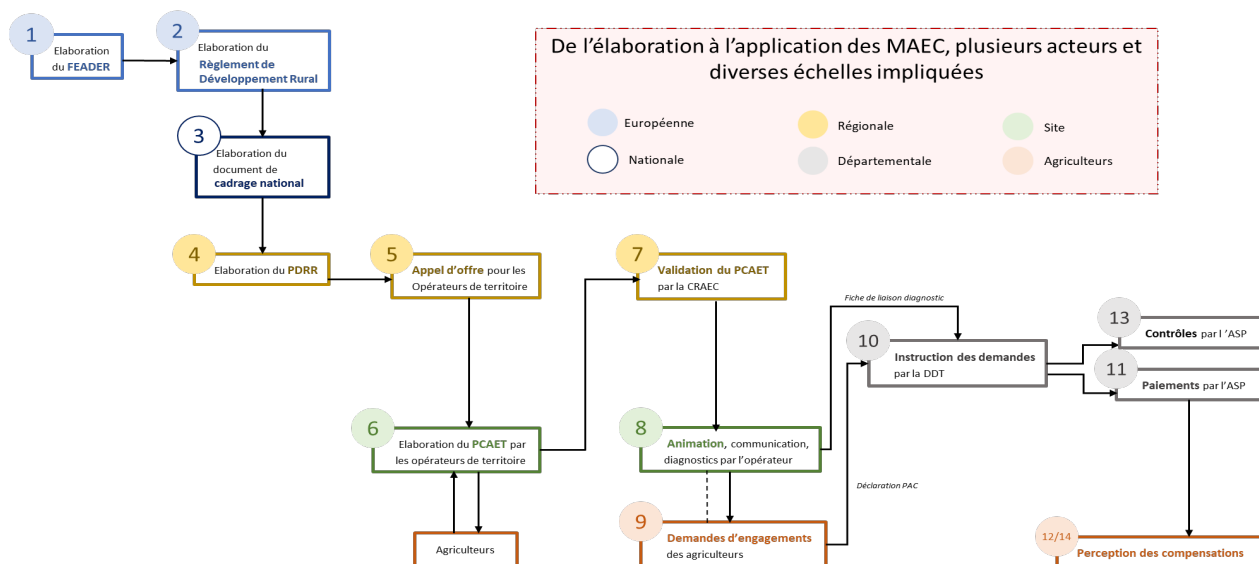 De l’élaboration à l’application des MAEC, plusieurs acteurs et
diverses échelles impliquées
Européenne
Régionale
Site
Nationale
Départementale
Agriculteurs
1
Elaboration
du FEADER
2
Elaboration du
Règlement de
Développement Rural
3
Elaboration du
document de
cadrage national
4
Elaboration du PDRR
5
Appel d’offre pour les
Opérateurs de territoire
6
Elaboration du PCAET par
les opérateurs de territoire
Agriculteurs
7
Validation du PCAET
par la CRAEC
8
Animation, communication,
diagnostics par l’opérateur
9
Demandes d’engagements
des agriculteurs
Fiche de liaison diagnostic
Déclaration PAC
10
Instruction des demandes
par la DDT
13
Contrôles par l ’ASP
11
Paiements par l’ASP
12/14
Perception des compensations